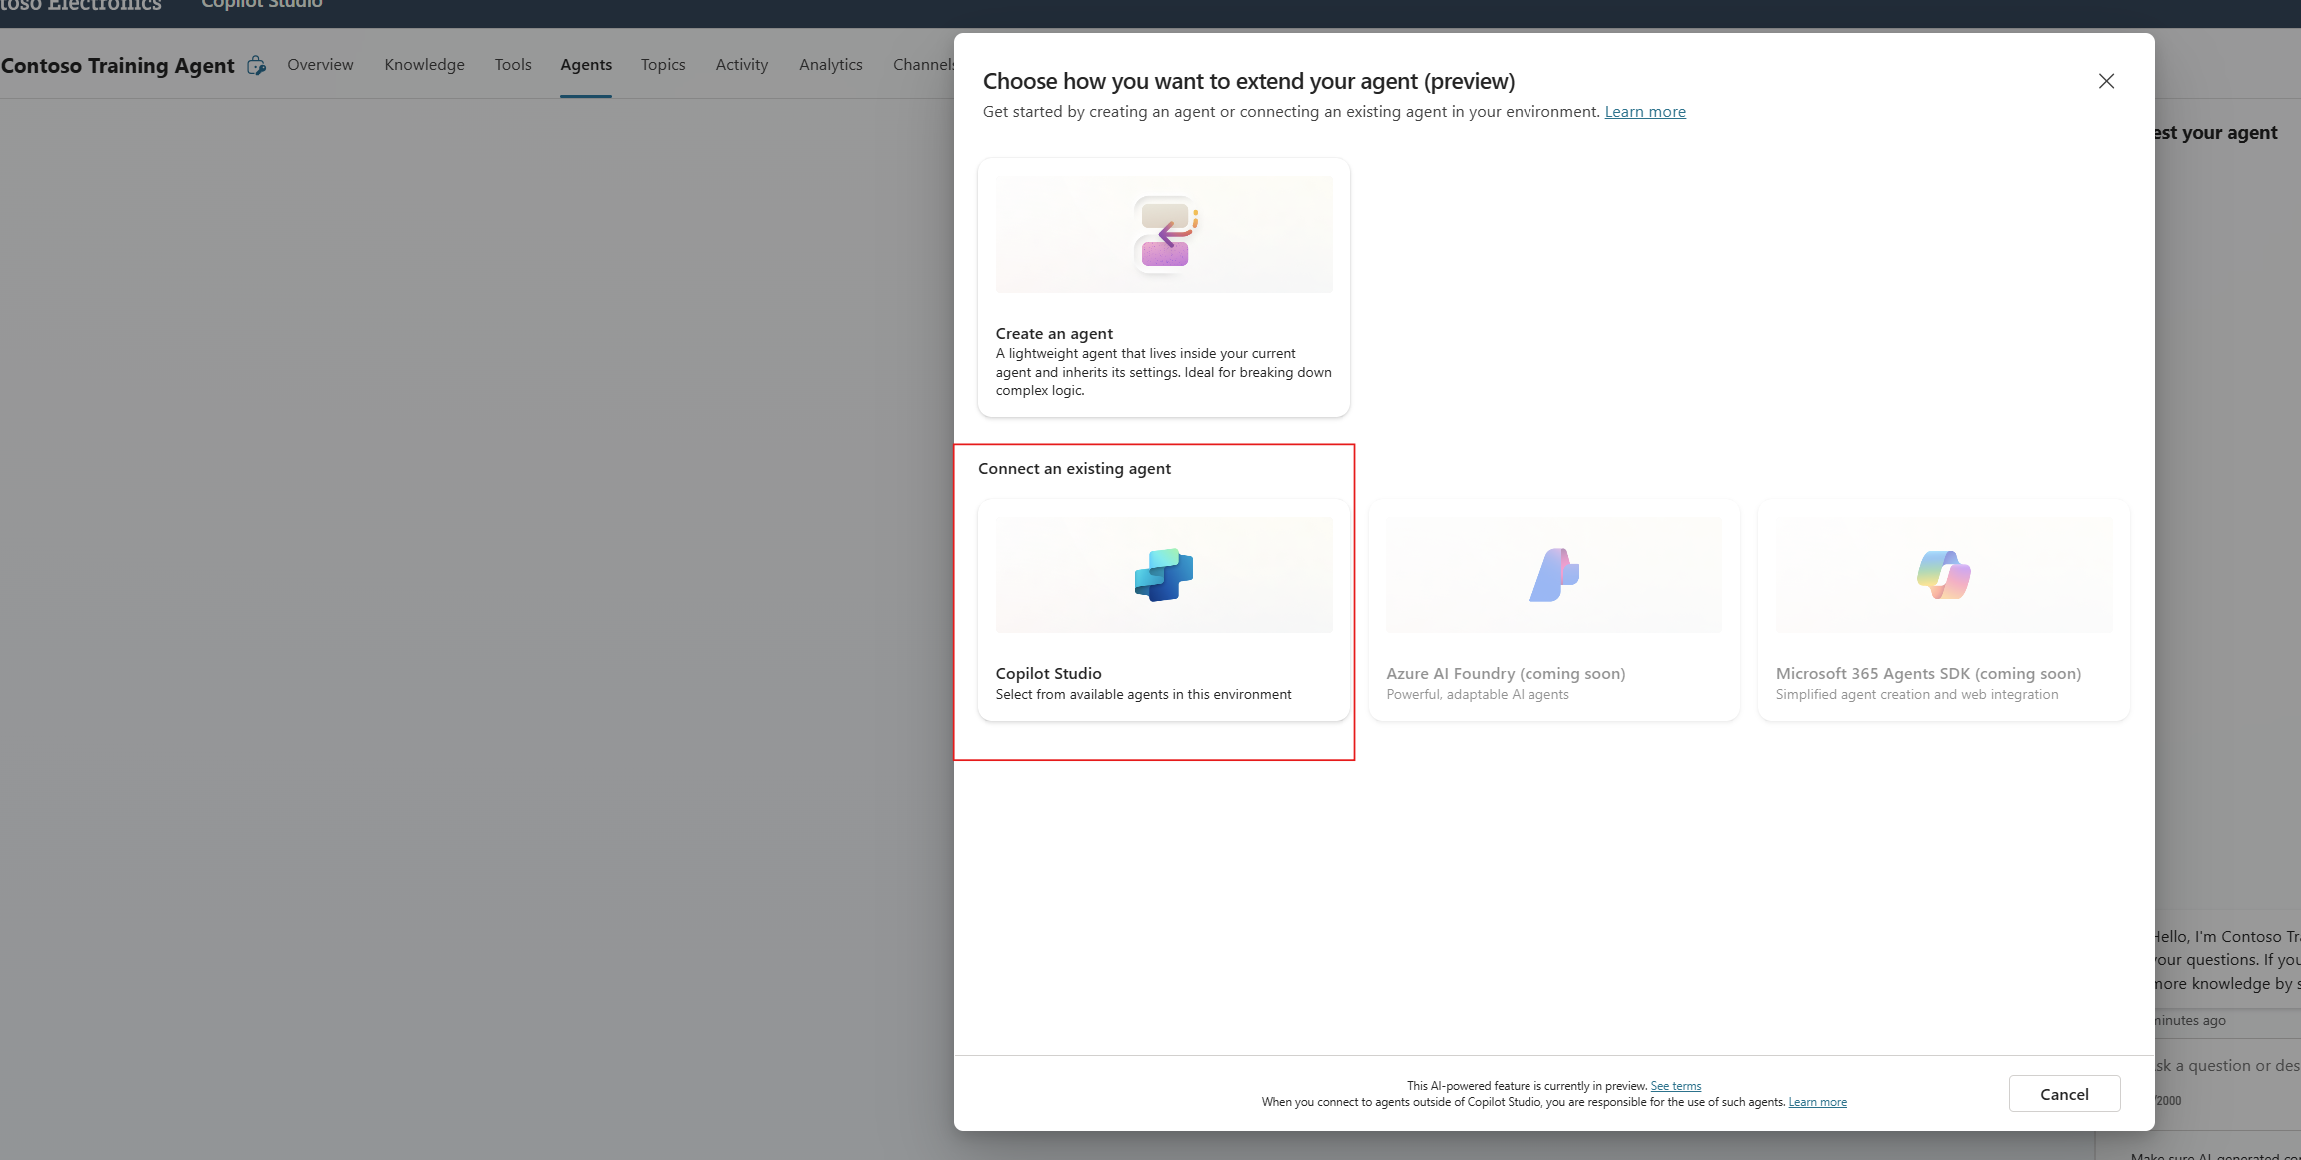 Electronics
Copilot Studio
Contoso Training Agent
Overview
Knowledge
Tools
Agents
Topics
Activity
Analytics
Channels
Choose how you want to extend your agent (preview)
Get started by creating an agent or connecting an existing agent in your environment. Learn more
Create an agent
A lightweight agent that lives inside your current
agent and inherits its settings. Ideal for breaking down
complex logic.
Connect an existing agent
Copilot Studio
Select from available agents in this environment
Azure AI Foundry (coming soon)
Powerful, adaptable AI agents
Microsoft 365 Agents SDK (coming soon)
Simplified agent creation and web integration
This AI-powered feature is currently in preview. See terms
When you connect to agents outside of Copilot Studio, you are responsible for the use of such agents. Learn more
Cancel
est your agent
Hello, I'm Contoso
your questions. If you
more knowledge by
minutes ago
sk a question or
/2000
Make sure AI-generated